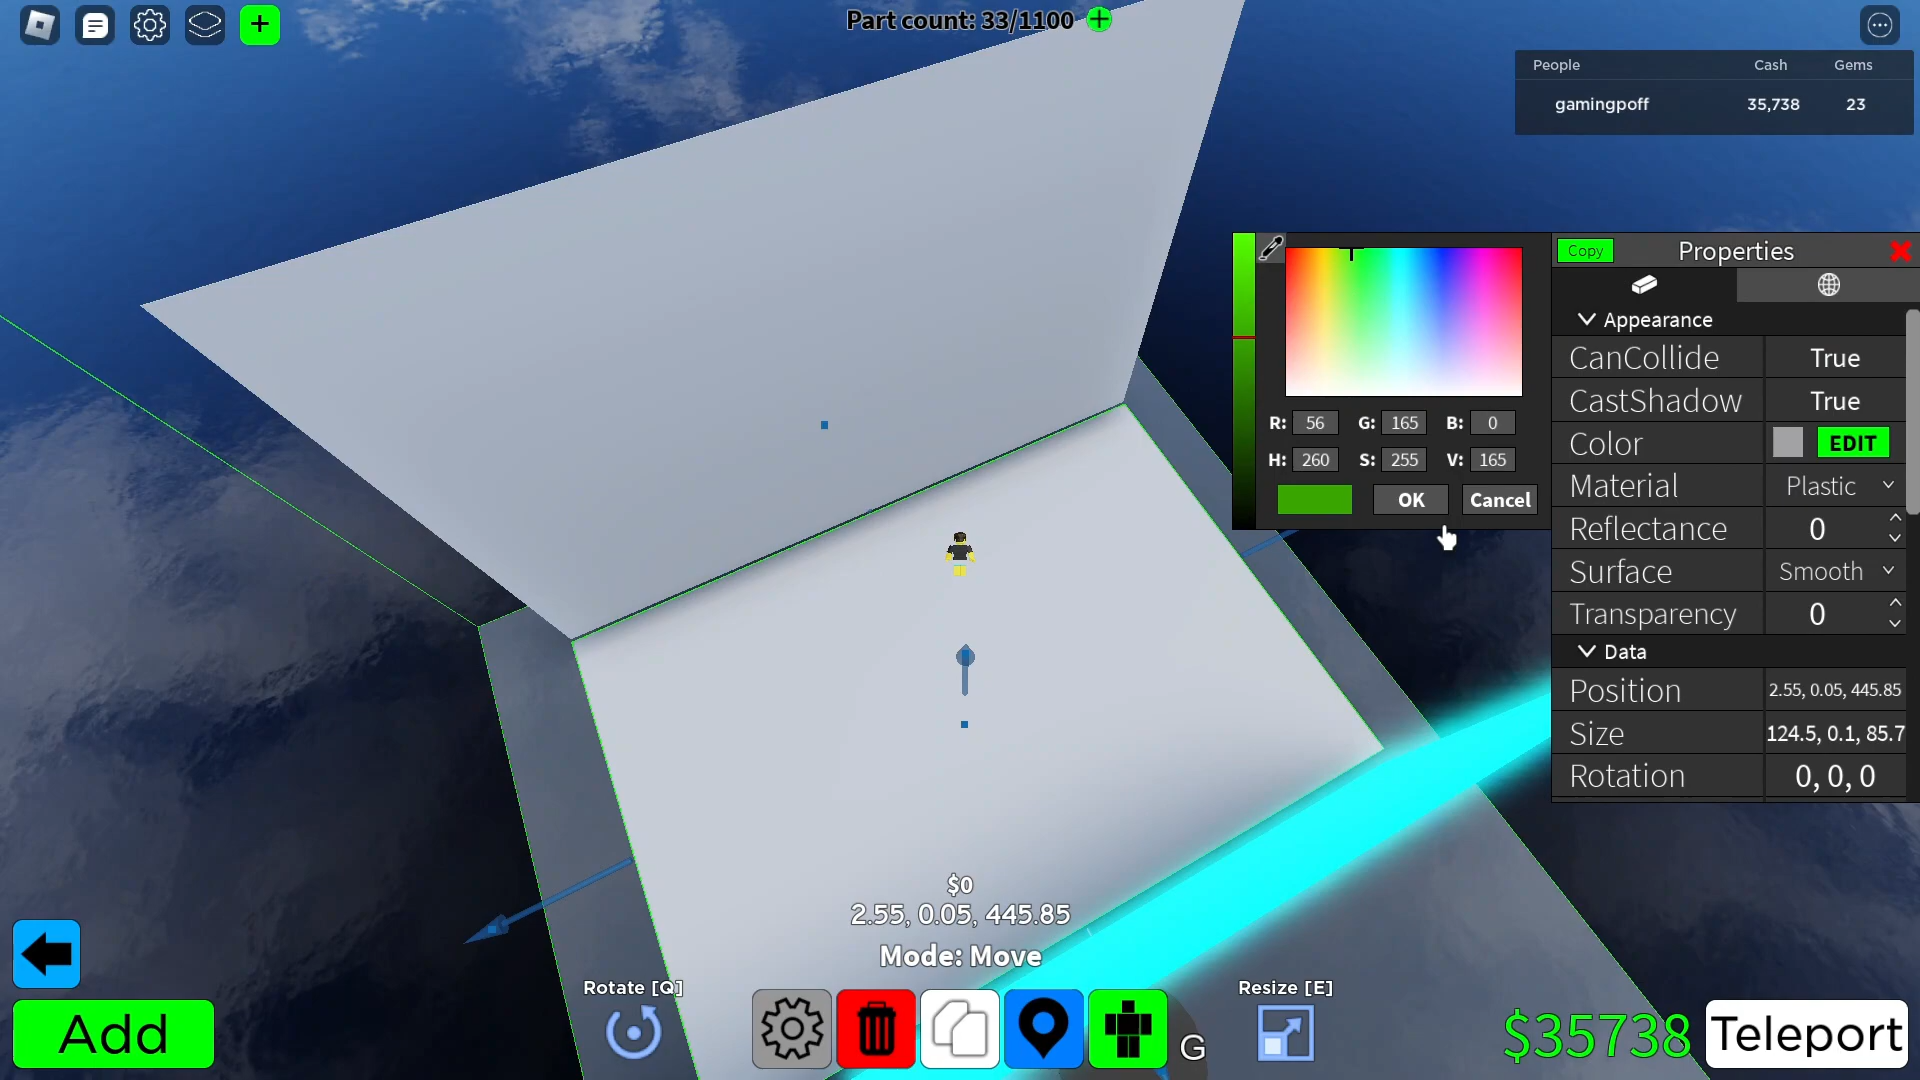 Part count: 33/1100
People Cash Gems
gamingpoff 35,738 23
Copy Properties
Appearance
CanCollide True
CastShadow True
Color EDIT
Material Plastic
Reflectance 0
Surface Smooth
Transparency 0
Data
Position 2.55, 0.05, 445.85
Size 124.5, 0.1, 85.7
Rotation 0, 0, 0
R: 56 G: 165 B: 0
H: 260 S: 255 V: 165
OK Cancel
$0
2.55, 0.05, 445.85
Mode: Move
Rotate [Q]
Resize [E]
G
Add
$35738
Teleport